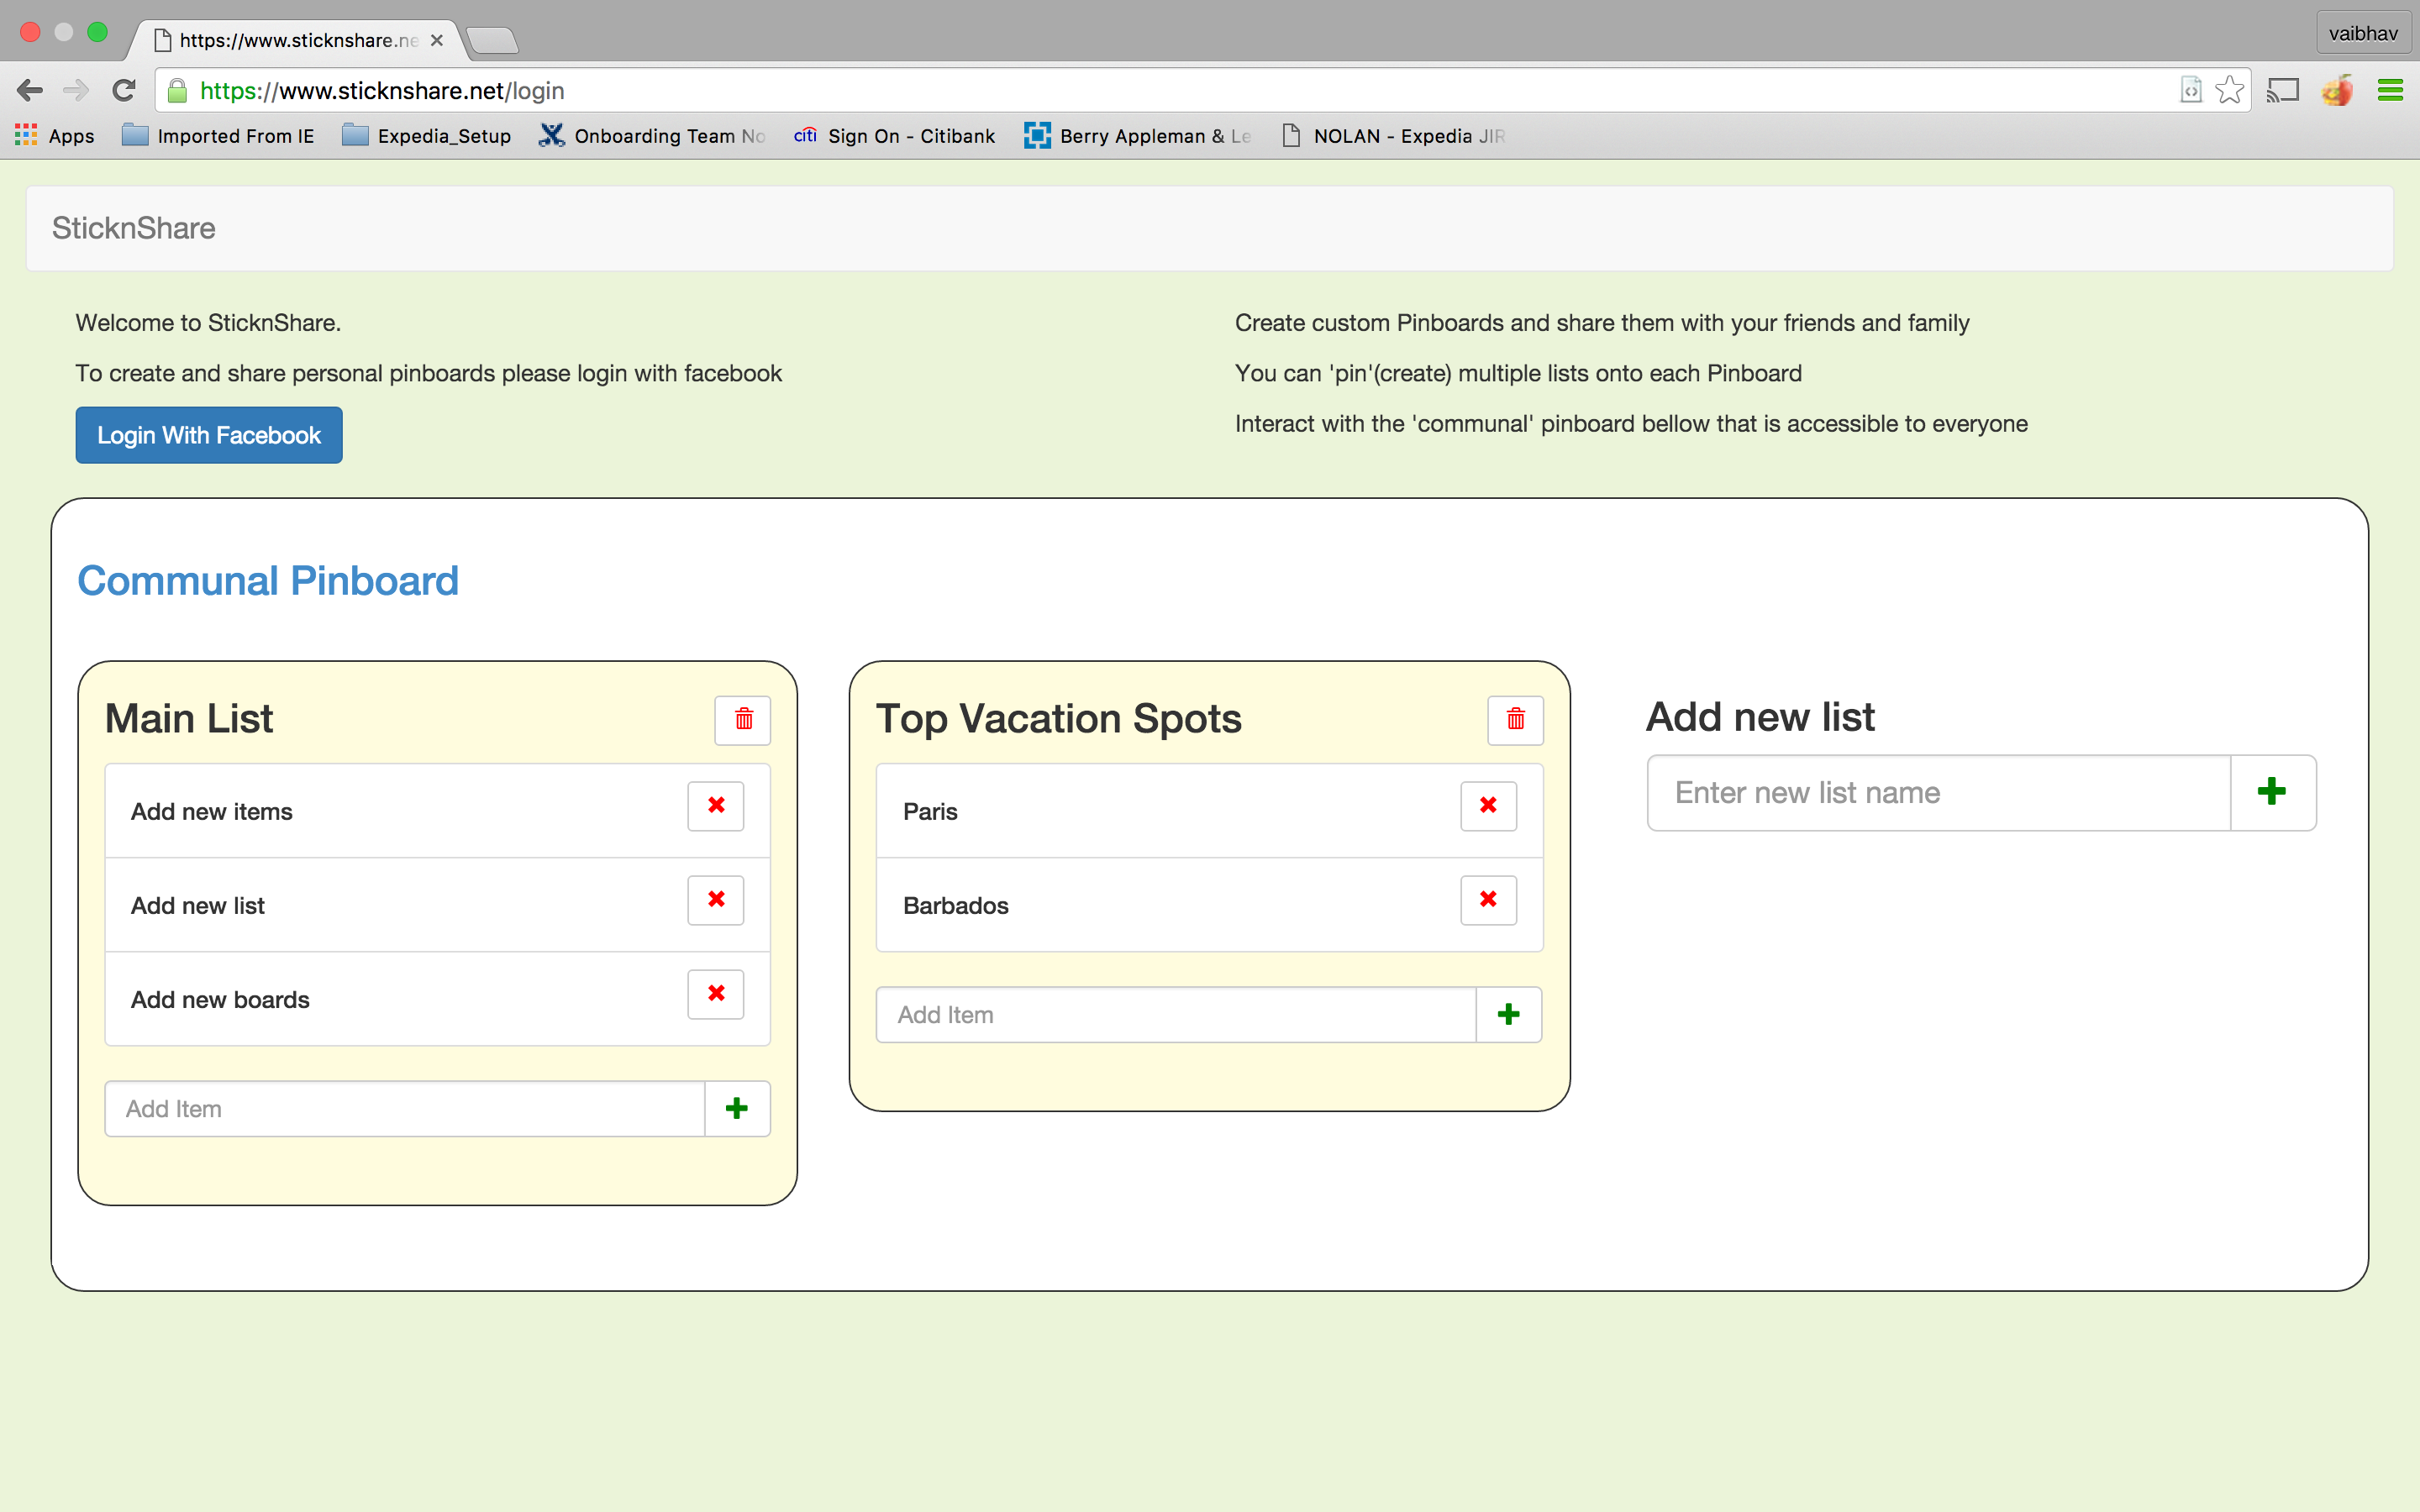 https://www.sticknshare.ne
vaibhav
https://www.sticknshare.net/login
Apps
Imported From IE
Expedia_Setup
Onboarding Team No
citi
Sign On - Citibank
Berry Appleman & Le
NOLAN - Expedia JIR
SticknShare
Welcome to SticknShare.
To create and share personal pinboards please login with facebook
Login With Facebook
Create custom Pinboards and share them with your friends and family
You can 'pin'(create) multiple lists onto each Pinboard
Interact with the 'communal' pinboard bellow that is accessible to everyone
Communal Pinboard
Main List
Add new items
Add new list
Add new boards
Add Item
Top Vacation Spots
Paris
Barbados
Add Item
Add new list
Enter new list name